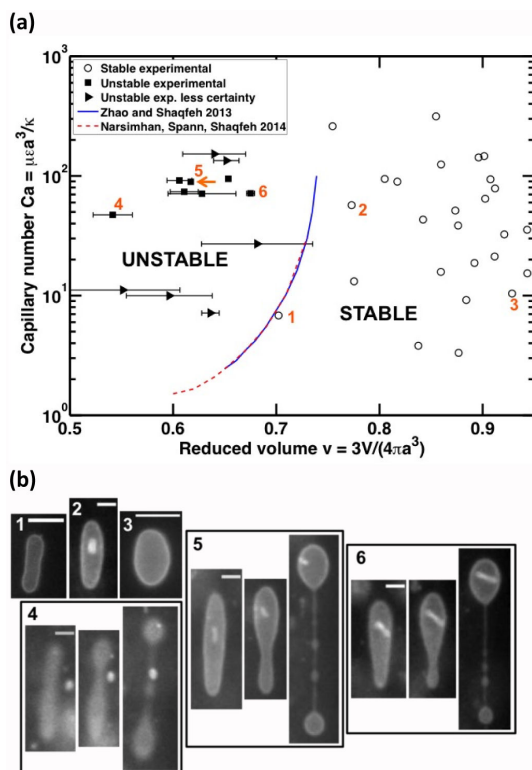 (a)
Capillary number Ca = μεa³/κ
10³
10²
10¹
10⁰
Stable experimental
Unstable experimental
Unstable exp. less certainty
Zhao and Shaqfeh 2013
Narsimhan, Spann, Shaqfeh 2014
5
4
6
2
UNSTABLE
STABLE
1
3
0.5
0.6
0.7
0.8
0.9
Reduced volume v = 3V/(4πa³)
(b)
1
2
3
5
6
4